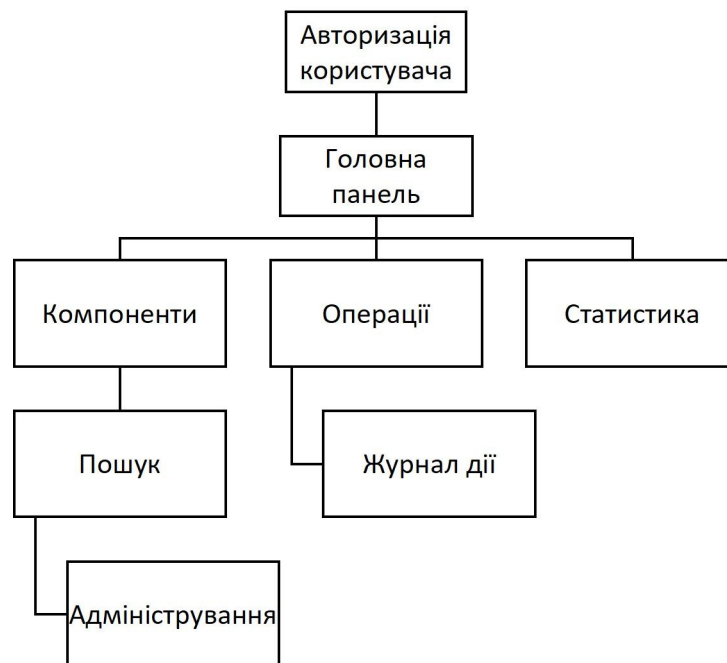 Авторизація
користувача
Головна
панель
Компоненти
Операції
Статистика
Пошук
Журнал дії
Адміністрування